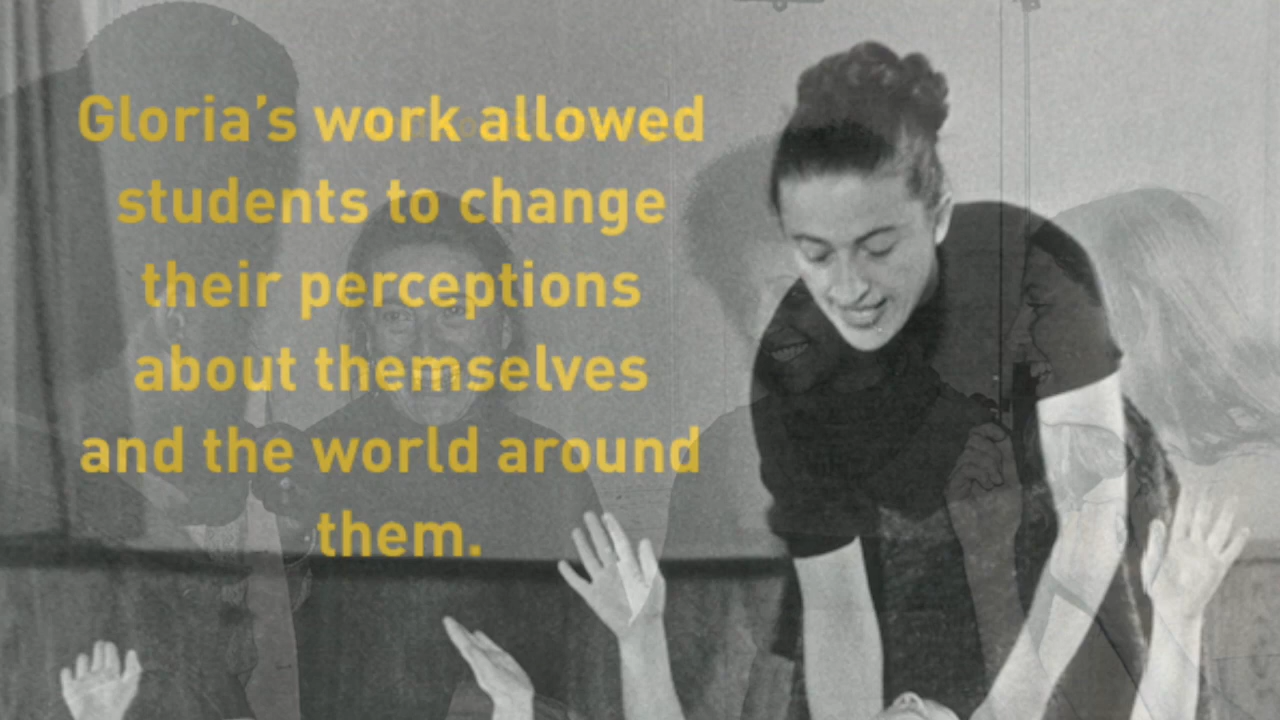 Gloria’s work allowed
students to change
their perceptions
about themselves
and the world around
them.